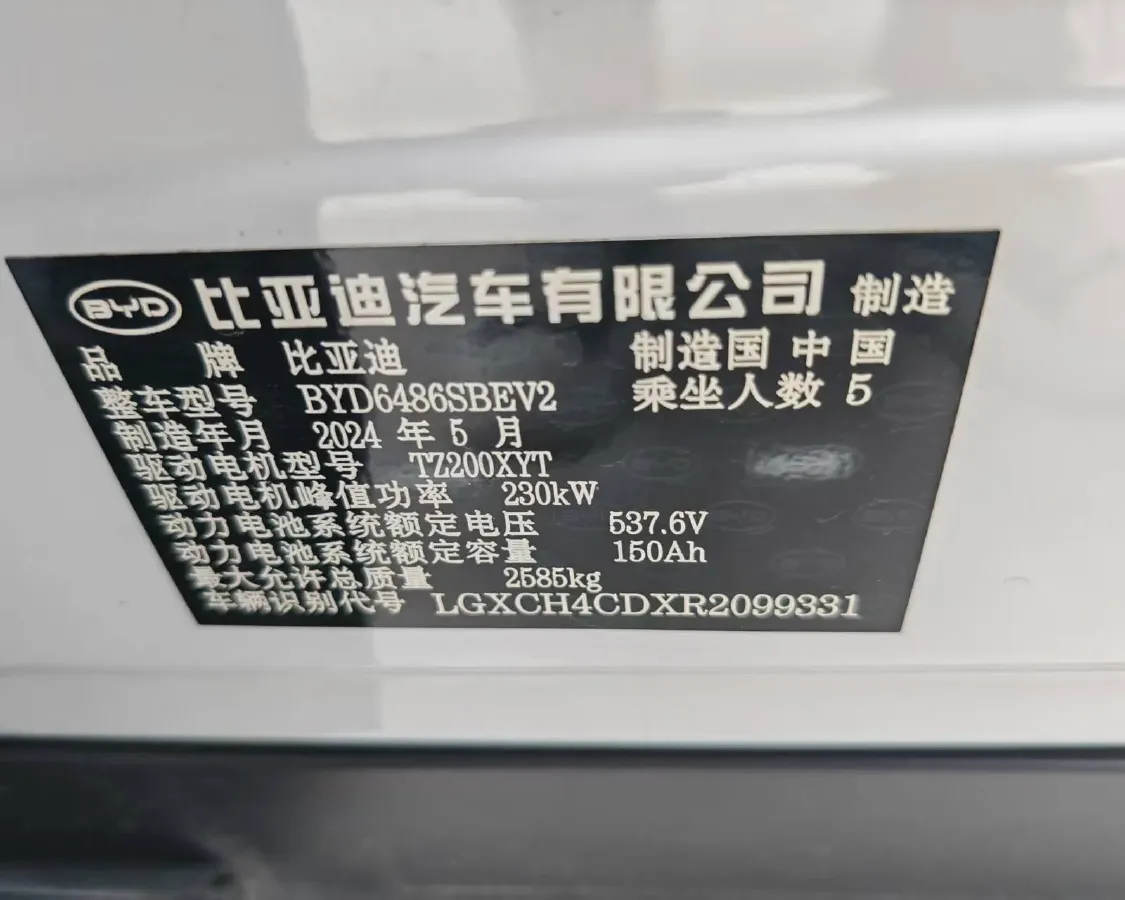 BYD 比亚迪汽车有限公司 制造
品牌 比亚迪 制造国 中国
整车型号 BYD6486SBEV2 乘坐人数 5
制造年月 2024 年 5 月
驱动电机型号 TZ200XYT
驱动电机峰值功率 230kW
动力电池系统额定电压 537.6V
动力电池系统额定容量 150Ah
最大允许总质量 2585kg
车辆识别代号 LGXCH4CDXR2099331